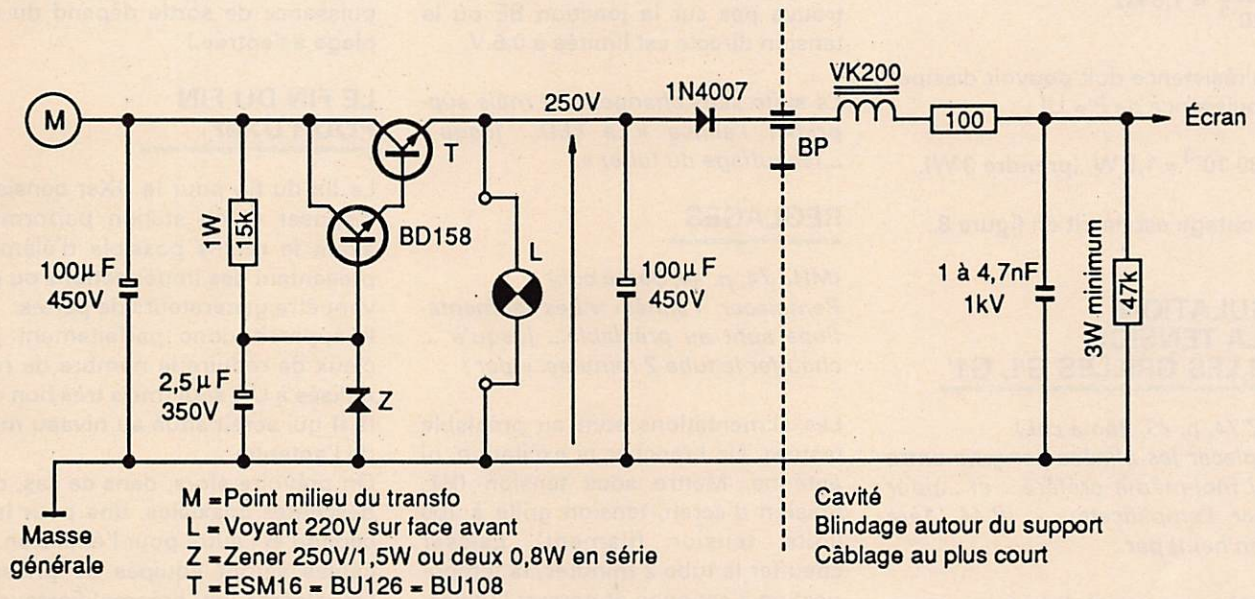 M
100µF
450V
1W
15k
2,5µF
350V
T
BD158
Z
250V
L
100µF
450V
1N4007
BP
VK200
100
Écran
1 à 4,7nF
1kV
3W minimum
47k
Masse
générale
M = Point milieu du transfo
L = Voyant 220V sur face avant
Z = Zener 250V/1,5W ou deux 0,8W en série
T = ESM16 = BU126 = BU108
Cavité
Blindage autour du support
Câblage au plus court